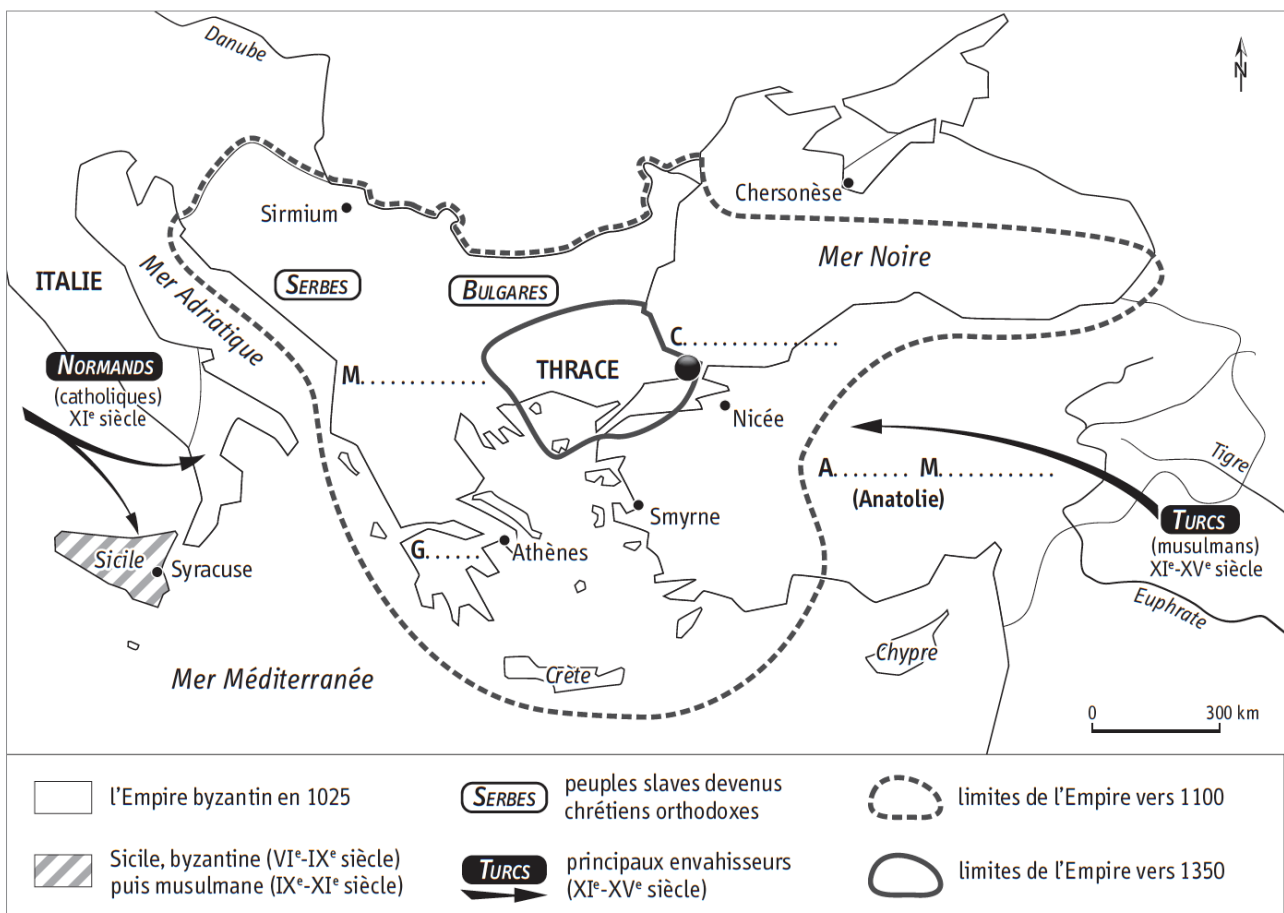 Danube
N
Chersonèse
Sirmium
Mer Noire
ITALIE
Mer Adriatique
SERBES
BULGARES
C...............
NORMANDS
(catholiques)
XIe siècle
M............
THRACE
Nicée
Tigre
A........ M............
(Anatolie)
Smyrne
TURCS
(musulmans)
XIe-XVe siècle
Sicile
Syracuse
G......
Athènes
Euphrate
Chypre
Crète
Mer Méditerranée
0 300 km
l'Empire byzantin en 1025
Sicile, byzantine (VIe-IXe siècle)
puis musulmane (IXe-XIe siècle)
SERBES
peuples slaves devenus
chrétiens orthodoxes
TURCS
principaux envahisseurs
(XIe-XVe siècle)
limites de l'Empire vers 1100
limites de l'Empire vers 1350